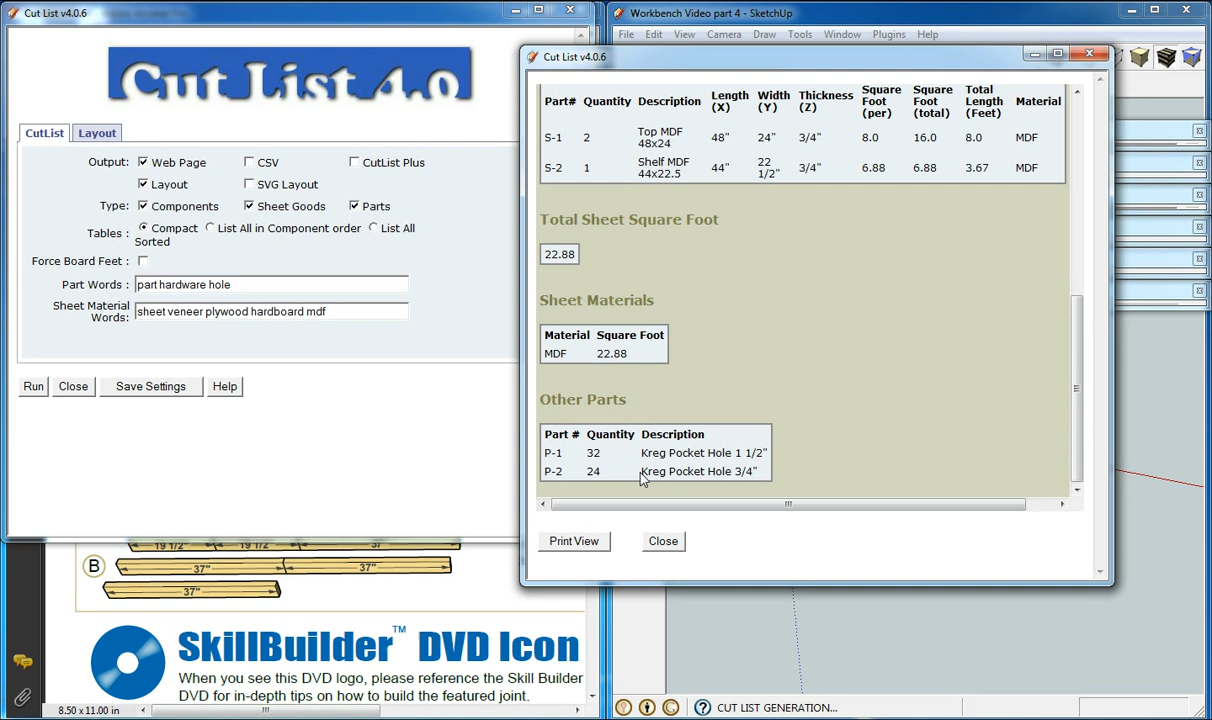 Cut List v4.0.6
Workbench Video part 4 - SketchUp
File Edit View Camera Draw Tools Window Plugins Help
Cut List 4.0
CutList Layout
Output: Web Page CSV CutList Plus
Layout SVG Layout
Type: Components Sheet Goods Parts
Tables : Compact List All in Component order List All
Sorted
Force Board Feet :
Part Words : part hardware hole
Sheet Material
Words: sheet veneer plywood hardboard mdf
Run Close Save Settings Help
Cut List v4.0.6
Part# Quantity Description Length (X) Width (Y) Thickness (Z) Square Foot (per) Square Foot (total) Total Length (Feet) Material
S-1 2 Top MDF 48x24 48" 24" 3/4" 8.0 16.0 8.0 MDF
S-2 1 Shelf MDF 44x22.5 44" 22 1/2" 3/4" 6.88 6.88 3.67 MDF
Total Sheet Square Foot
22.88
Sheet Materials
Material Square Foot
MDF 22.88
Other Parts
Part # Quantity Description
P-1 32 Kreg Pocket Hole 1 1/2"
P-2 24 Kreg Pocket Hole 3/4"
Print View Close
19 1/2" 19 1/2" 37"
B 37" 37"
37"
SkillBuilder™ DVD Icon
When you see this DVD logo, please reference the Skill Builder
DVD for in-depth tips on how to build the featured joint.
8.50 x 11.00 in
CUT LIST GENERATION...